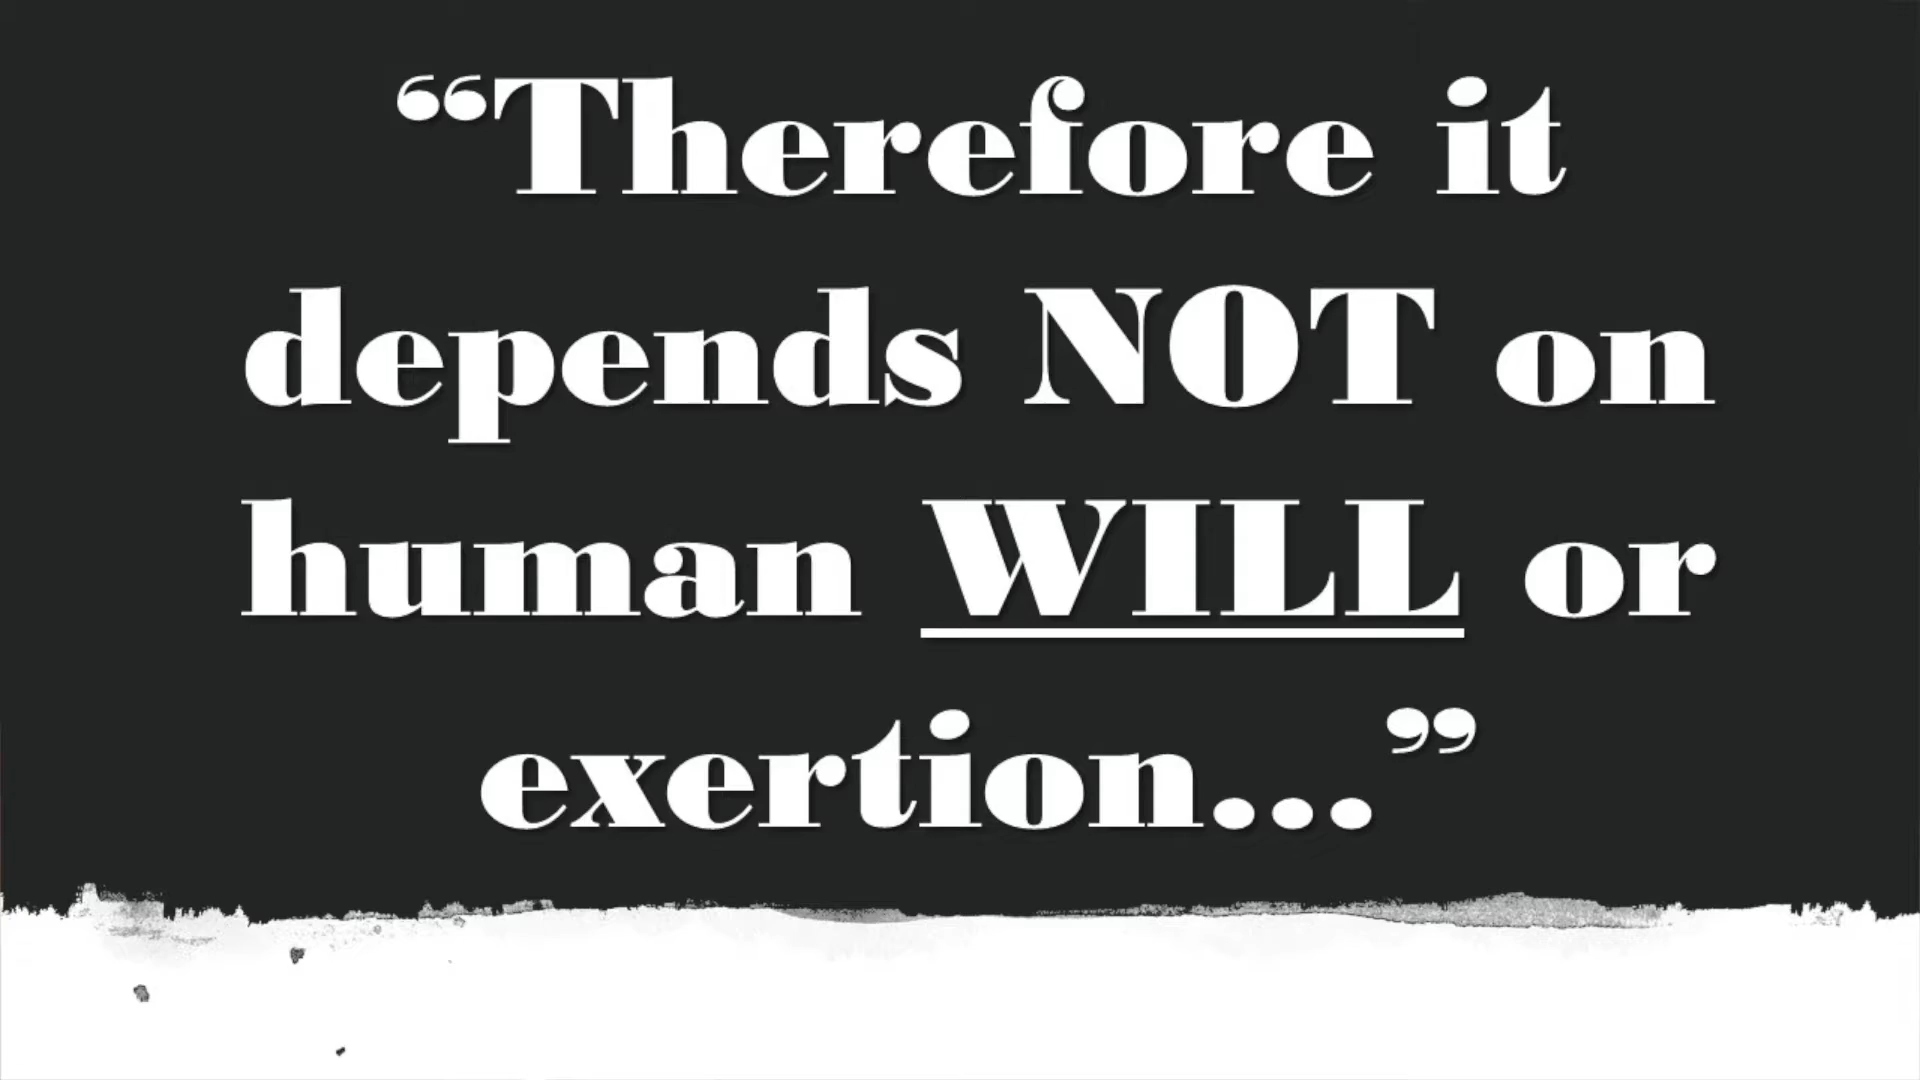 “Therefore it
depends NOT on
human WILL or
exertion...”